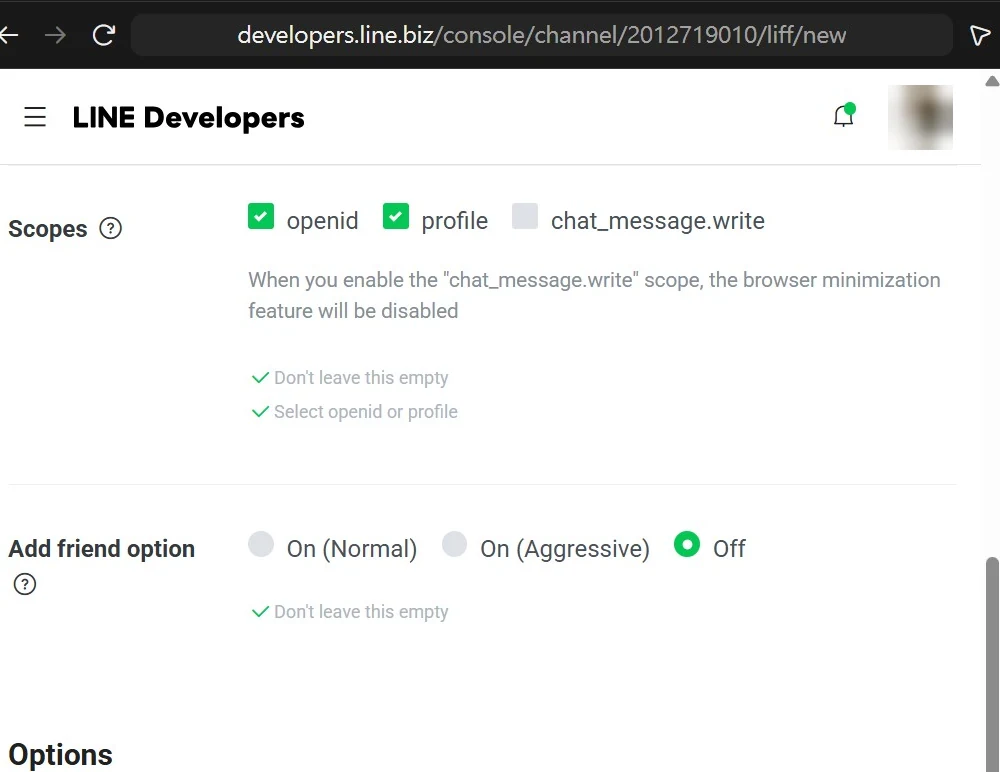 developers.line.biz/console/channel/2012719010/liff/new
LINE Developers
Scopes
openid profile chat_message.write
When you enable the "chat_message.write" scope, the browser minimization
feature will be disabled
Don't leave this empty
Select openid or profile
Add friend option
On (Normal) On (Aggressive) Off
Don't leave this empty
Options